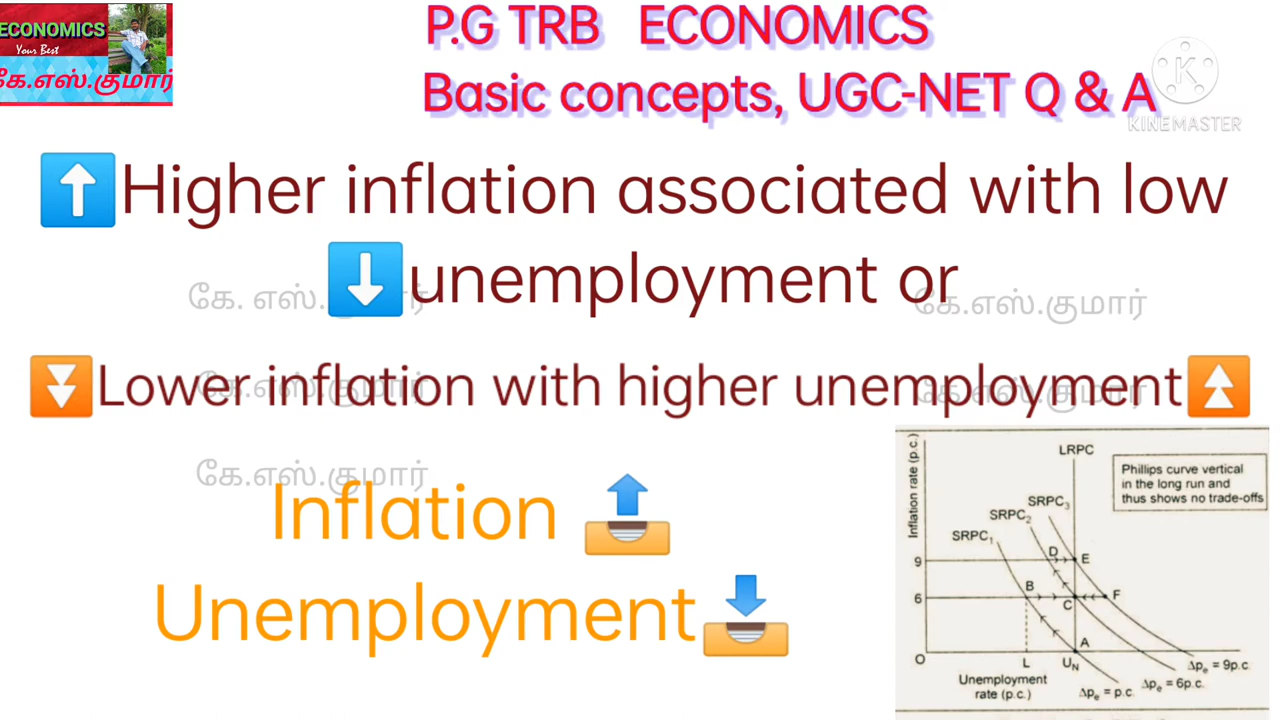 ECONOMICS
Your Best
கே.எஸ்.குமார்
P.G TRB ECONOMICS
Basic concepts, UGC-NET Q & A
K
KINEMASTER
Higher inflation associated with low
unemployment or
கே. எஸ்.
கே.எஸ்.குமார்
Lower inflation with higher unemployment
கே.எஸ்.குமார்
கே.எஸ்.குமார்
கே.எஸ்.குமார்
Inflation
Unemployment
Inflation rate (p.c.)
LRPC
Phillips curve vertical
in the long run and
thus shows no trade-offs
SRPC3
SRPC2
SRPC1
9
D
E
6
B
C
F
A
O
L
UN
Unemployment
rate (p.c.)
Δpe = p.c.
Δpe = 6p.c.
Δpe = 9p.c.